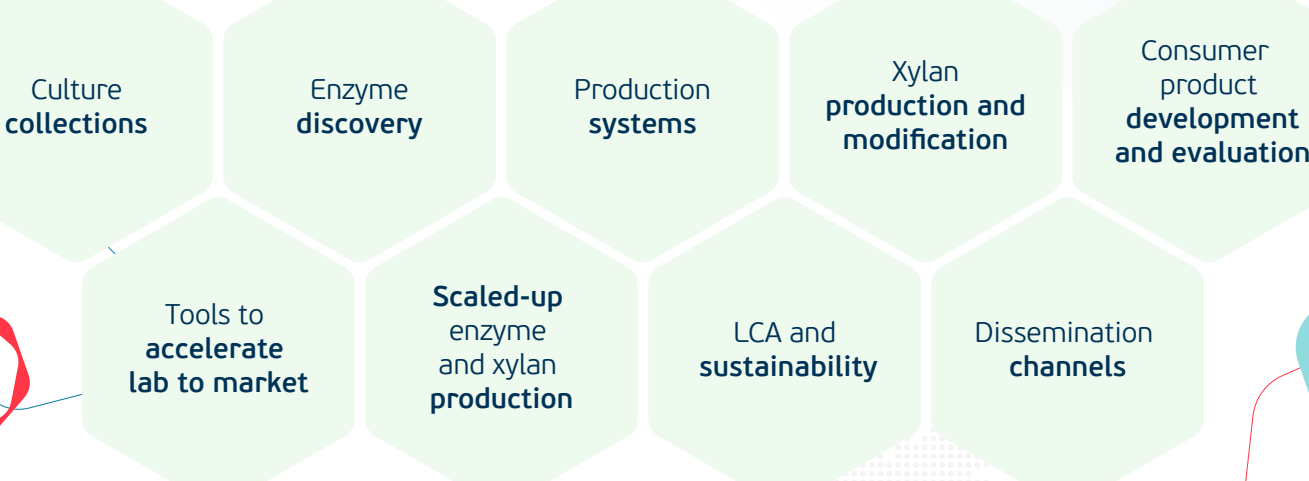 Culture
collections
Enzyme
discovery
Production
systems
Xylan
production and
modification
Consumer
product
development
and evaluation
Tools to
accelerate
lab to market
Scaled-up
enzyme
and xylan
production
LCA and
sustainability
Dissemination
channels